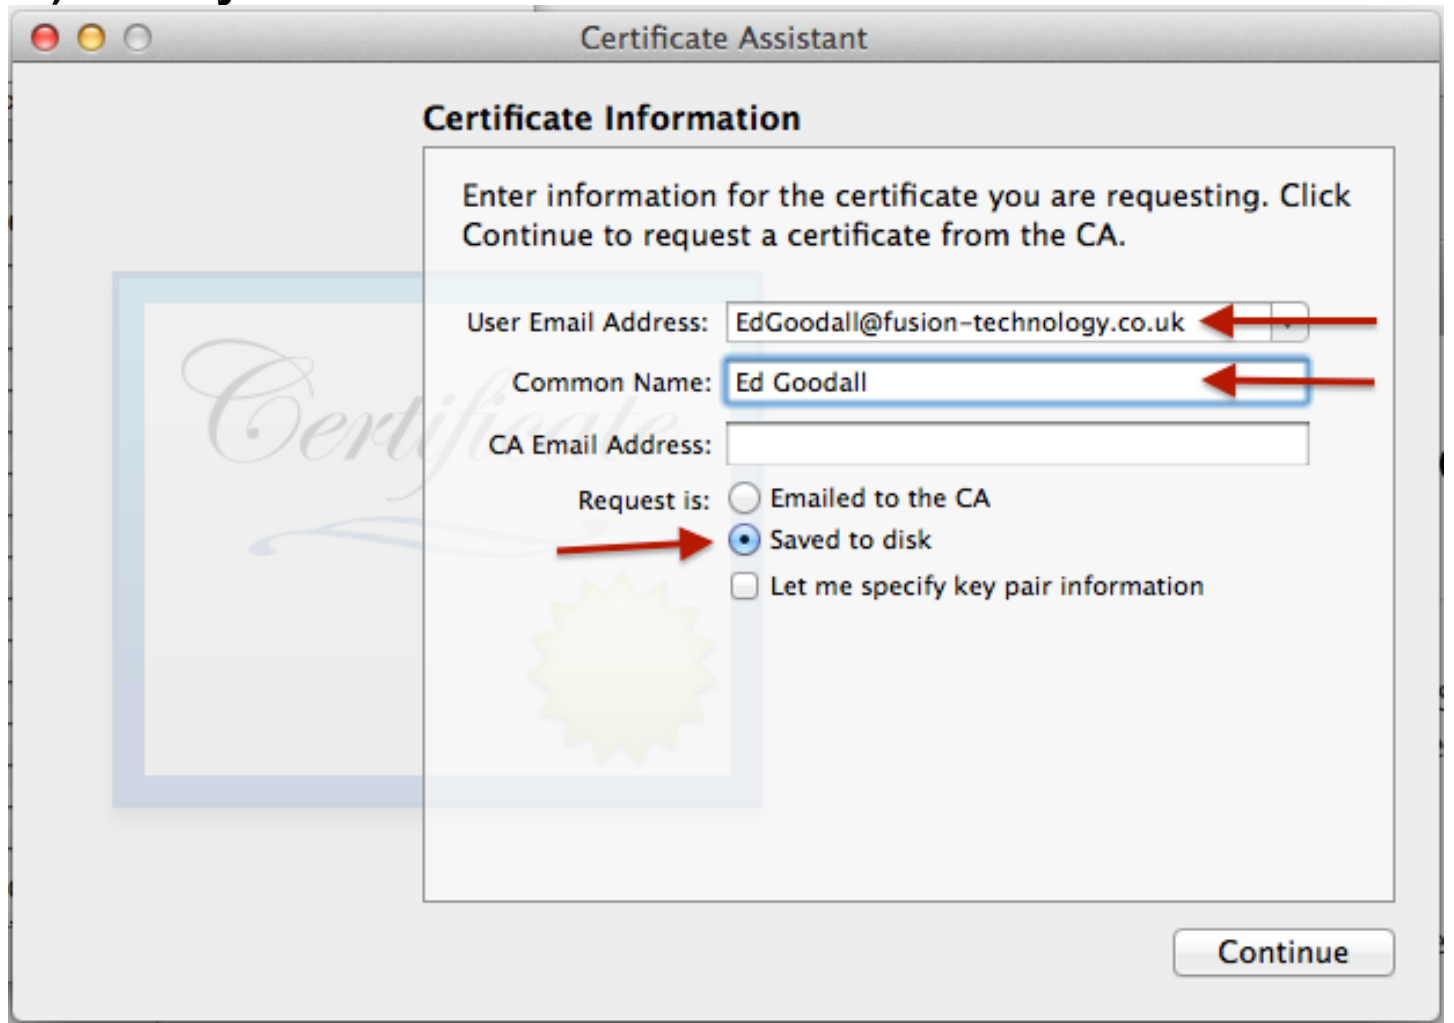 Certificate Assistant
Certificate Information
Enter information for the certificate you are requesting. Click
Continue to request a certificate from the CA.
User Email Address: EdGoodall@fusion-technology.co.uk
Common Name: Ed Goodall
CA Email Address:
Request is: Emailed to the CA
Saved to disk
Let me specify key pair information
Certificate
Continue